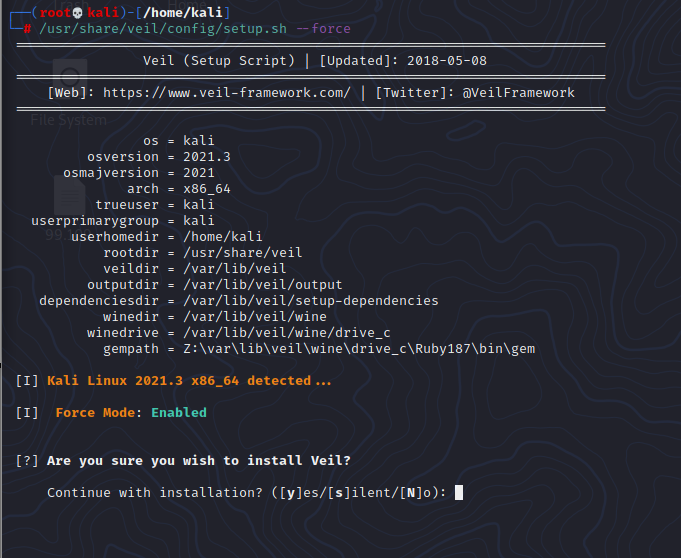 (root💀kali)-[/home/kali]
# /usr/share/veil/config/setup.sh --force
Veil (Setup Script) | [Updated]: 2018-05-08
[Web]: https://www.veil-framework.com/ | [Twitter]: @VeilFramework
File System
os = kali
osversion = 2021.3
osmajversion = 2021
arch = x86_64
trueuser = kali
userprimarygroup = kali
userhomedir = /home/kali
rootdir = /usr/share/veil
veildir = /var/lib/veil
outputdir = /var/lib/veil/output
dependenciesdir = /var/lib/veil/setup-dependencies
winedir = /var/lib/veil/wine
winedrive = /var/lib/veil/wine/drive_c
gempath = Z:\var\lib\veil\wine\drive_c\Ruby187\bin\gem
[I] Kali Linux 2021.3 x86_64 detected...
[I] Force Mode: Enabled
[?] Are you sure you wish to install Veil?
Continue with installation? ([y]es/[s]ilent/[N]o):